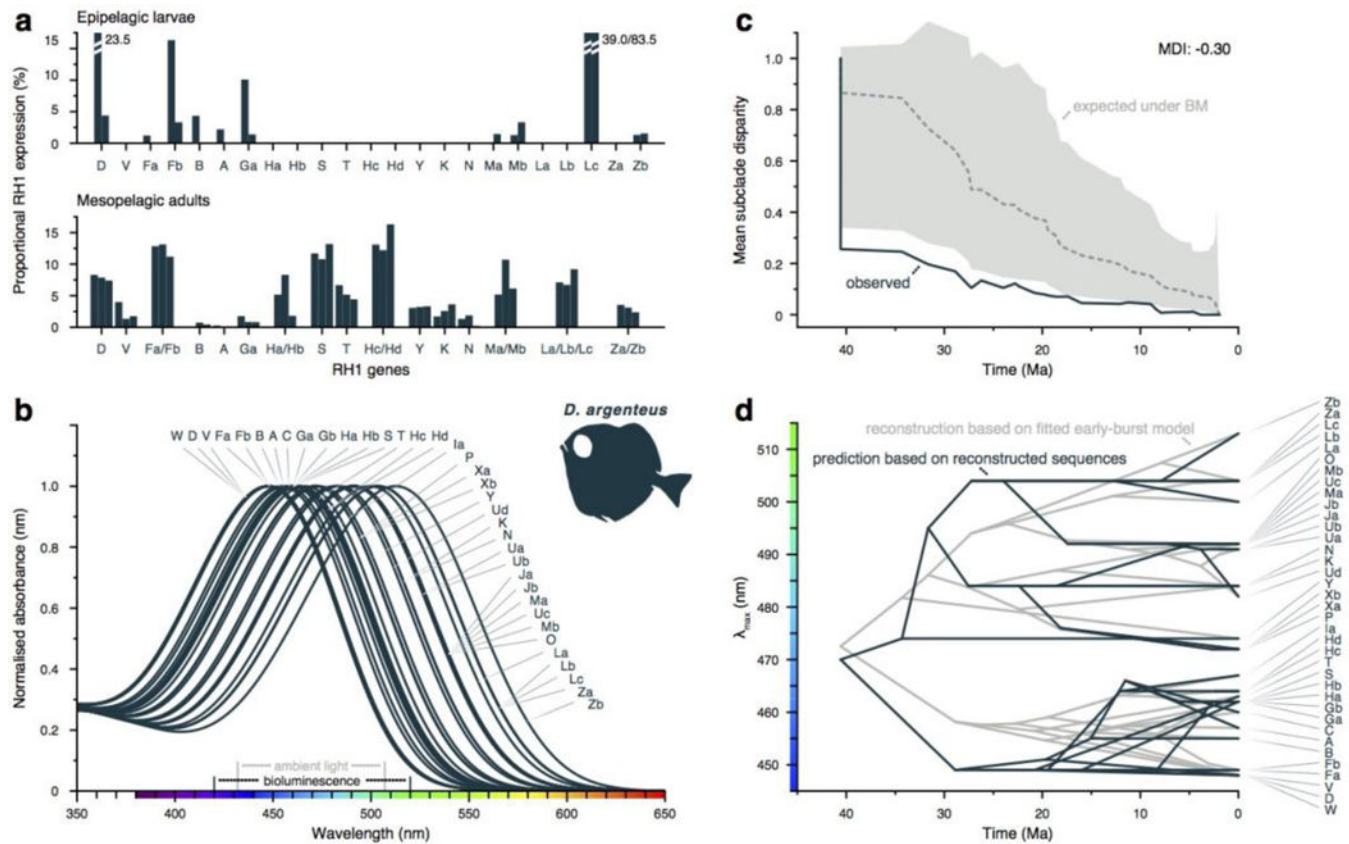 a
Epipelagic larvae
23.5
39.0/83.5
15
10
5
0
D V Fa Fb B A Ga Ha Hb S T Hc Hd Y K N Ma Mb La Lb Lc Za Zb
Mesopelagic adults
15
10
5
0
D V Fa/Fb B A Ga Ha/Hb S T Hc/Hd Y K N Ma/Mb La/Lb/Lc Za/Zb
RH1 genes
Proportional RH1 expression (%)
b
D. argenteus
W D V Fa Fb B A C Ga Gb Ha Hb S T Hc Hd
Ia
P
Xa
Xb
Y
Ud
K
N
Ua
Ub
Ja
Jb
Ma
Uc
Mb
O
La
Lb
Lc
Za
Zb
1.0
0.8
0.6
0.4
0.2
0
Normalised absorbance (nm)
ambient light
bioluminescence
350 400 450 500 550 600 650
Wavelength (nm)
c
MDI: -0.30
expected under BM
observed
1.0
0.8
0.6
0.4
0.2
0
Mean subclade disparity
40 30 20 10 0
Time (Ma)
d
reconstruction based on fitted early-burst model
prediction based on reconstructed sequences
510
500
490
480
470
460
450
λmax (nm)
40 30 20 10 0
Time (Ma)
Zb
Za
Lc
Lb
La
O
Mb
Uc
Ma
Jb
Ja
Ub
Ua
N
K
Ud
Y
Xb
Xa
P
Ia
Hd
Hc
T
S
Hb
Ha
Gb
Ga
C
A
B
Fb
Fa
V
D
W